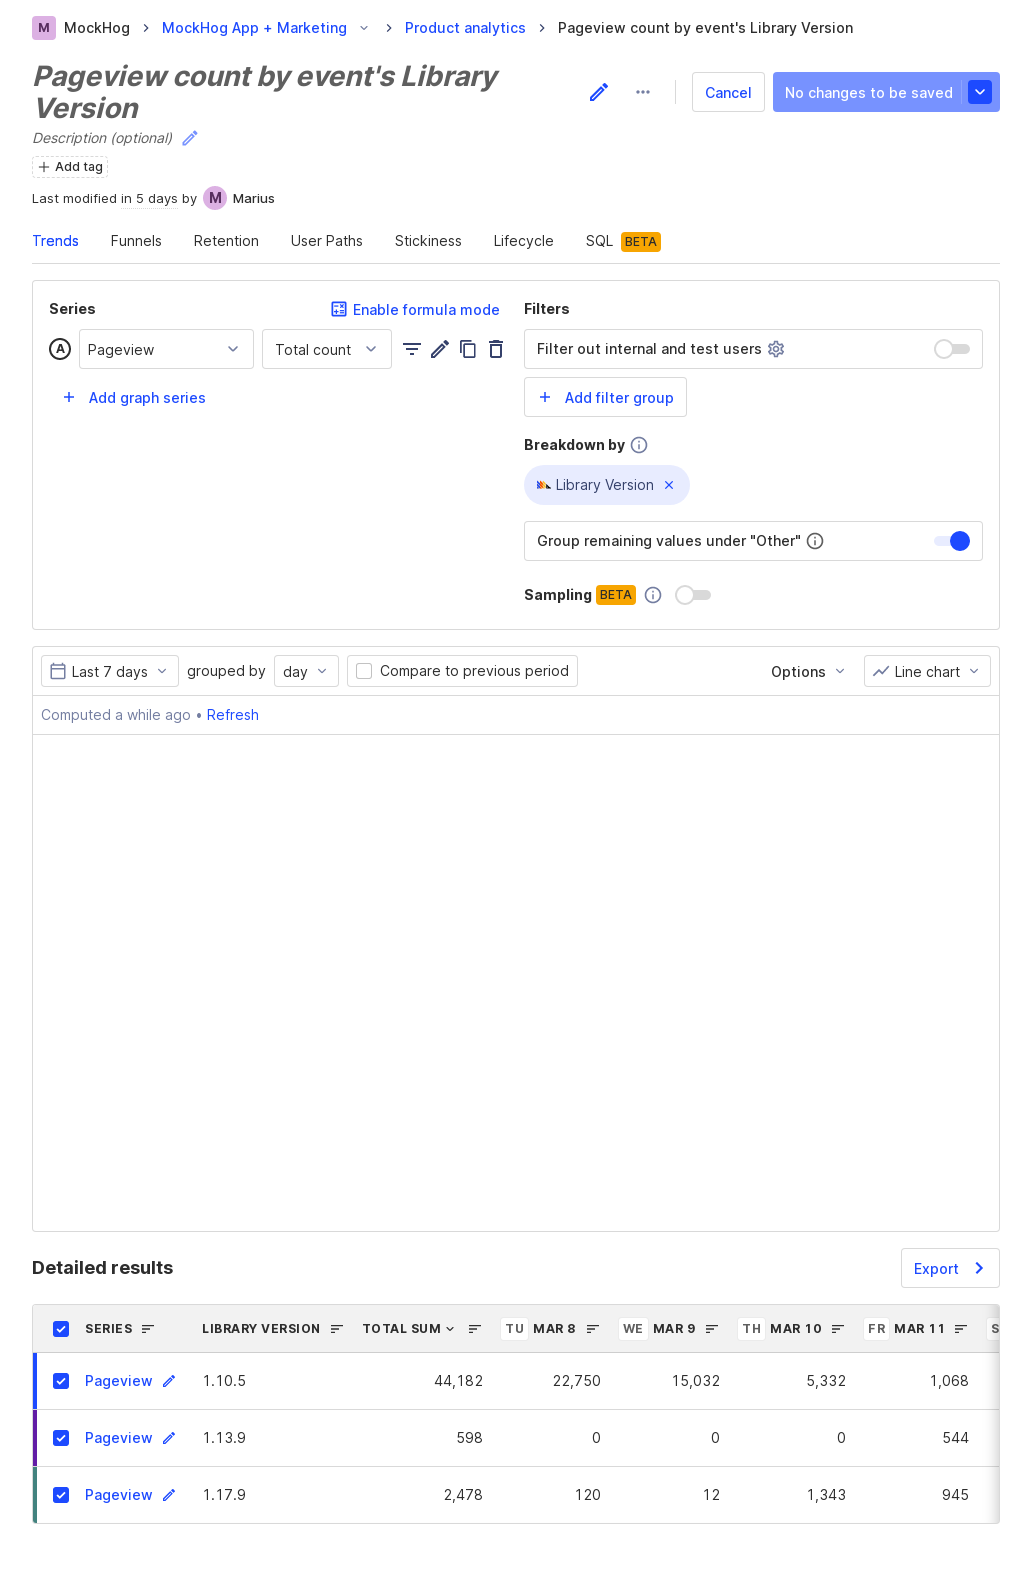 M MockHog MockHog App + Marketing Product analytics Pageview count by event's Library Version
Pageview count by event's Library
Version
Cancel No changes to be saved
Description (optional)
Add tag
Last modified in 5 days by M Marius
Trends Funnels Retention User Paths Stickiness Lifecycle SQL BETA
Series Enable formula mode Filters
A Pageview Total count Filter out internal and test users
Add graph series Add filter group
Breakdown by
Library Version
Group remaining values under "Other"
Sampling BETA
Last 7 days grouped by day Compare to previous period Options Line chart
Computed a while ago • Refresh
Detailed results Export
SERIES LIBRARY VERSION TOTAL SUM TU MAR 8 WE MAR 9 TH MAR 10 FR MAR 11 S
Pageview 1.10.5 44,182 22,750 15,032 5,332 1,068
Pageview 1.13.9 598 0 0 0 544
Pageview 1.17.9 2,478 120 12 1,343 945